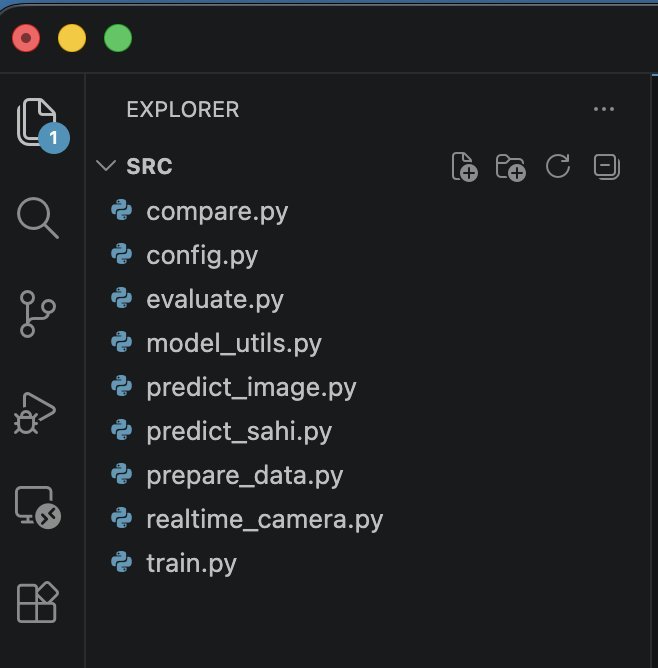 EXPLORER
1
SRC
compare.py
config.py
evaluate.py
model_utils.py
predict_image.py
predict_sahi.py
prepare_data.py
realtime_camera.py
train.py